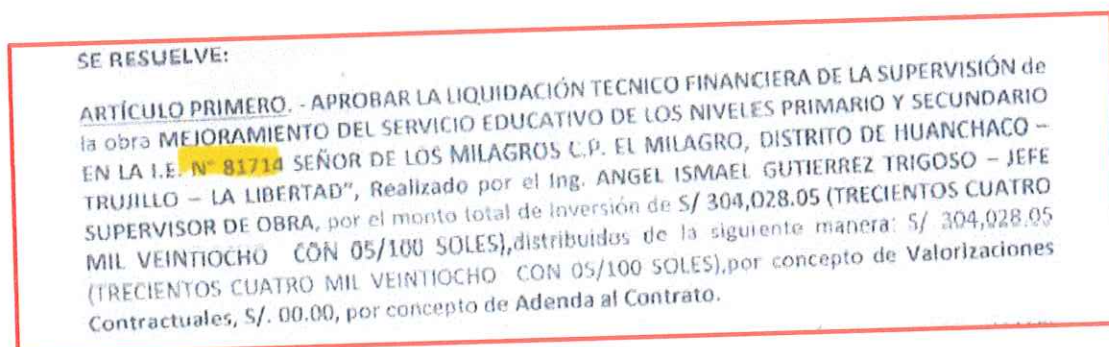 SE RESUELVE:
ARTÍCULO PRIMERO. - APROBAR LA LIQUIDACIÓN TECNICO FINANCIERA DE LA SUPERVISIÓN de
la obra MEJORAMIENTO DEL SERVICIO EDUCATIVO DE LOS NIVELES PRIMARIO Y SECUNDARIO
EN LA I.E. N° 81714 SEÑOR DE LOS MILAGROS C.P. EL MILAGRO, DISTRITO DE HUANCHACO –
TRUJILLO – LA LIBERTAD", Realizado por el Ing. ANGEL ISMAEL GUTIERREZ TRIGOSO – JEFE
SUPERVISOR DE OBRA, por el monto total de Inversión de S/ 304,028.05 (TRECIENTOS CUATRO
MIL VEINTIOCHO CON 05/100 SOLES),distribuidos de la siguiente manera: S/ 304,028.05
(TRECIENTOS CUATRO MIL VEINTIOCHO CON 05/100 SOLES),por concepto de Valorizaciones
Contractuales, S/. 00.00, por concepto de Adenda al Contrato.